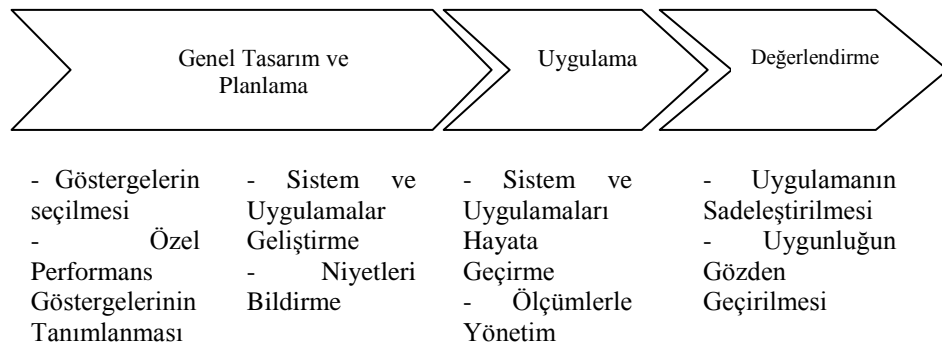 Genel Tasarım ve
Planlama
Uygulama
Değerlendirme
- Göstergelerin
seçilmesi
- Özel
Performans
Göstergelerinin
Tanımlanması
- Sistem ve
Uygulamalar
Geliştirme
- Niyetleri
Bildirme
- Sistem ve
Uygulamaları
Hayata
Geçirme
- Ölçümlerle
Yönetim
- Uygulamanın
Sadeleştirilmesi
- Uygunluğun
Gözden
Geçirilmesi